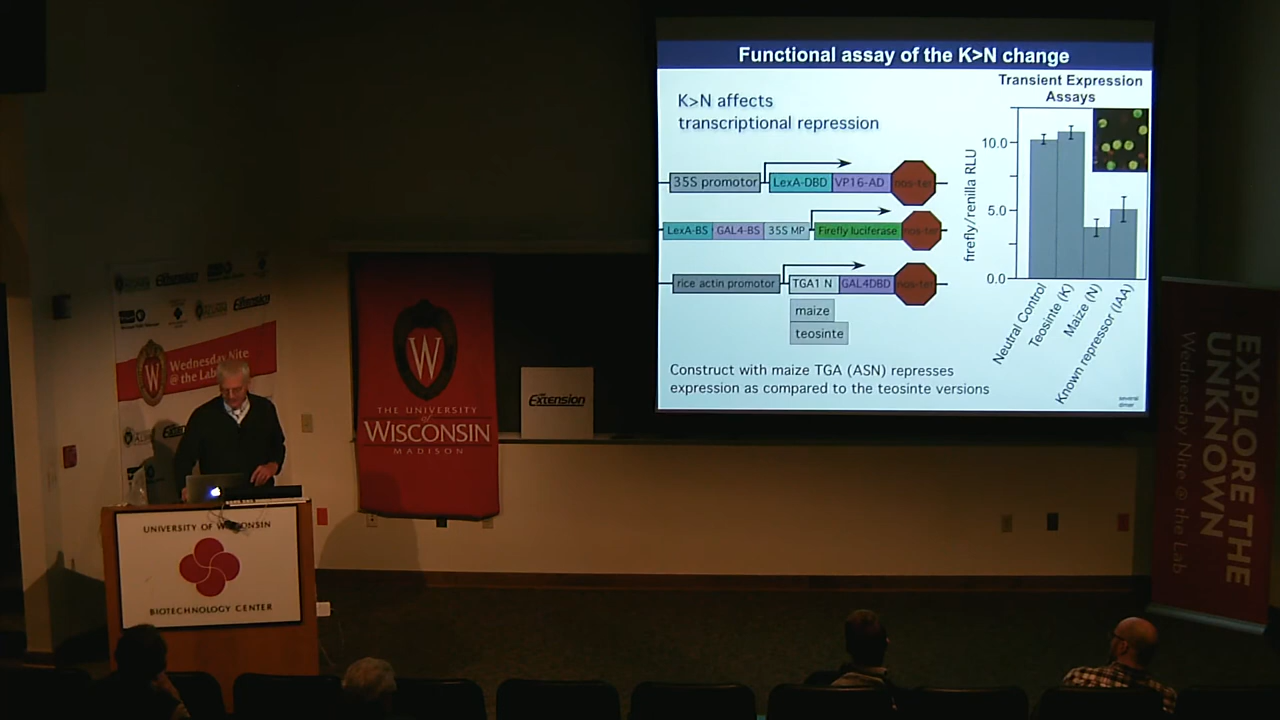 Functional assay of the K>N change
K>N affects
transcriptional repression
35S promotor
LexA-DBD
VP16-AD
nos-ter
LexA-BS
GAL4-BS
35S MP
Firefly luciferase
nos-ter
rice actin promotor
TGA1 N
GAL4DBD
nos-ter
maize
teosinte
Construct with maize TGA (ASN) represses
expression as compared to the teosinte versions
Transient Expression
Assays
firefly/renilla RLU
10.0
5.0
0.0
Neutral Control
Teosinte (K)
Maize (N)
Known repressor (IAA)
Wednesday Nite
@ the Lab
Extension
Extension
W
THE UNIVERSITY
of
WISCONSIN
MADISON
Extension
UNIVERSITY OF WISCONSIN
BIOTECHNOLOGY CENTER
EXPLORE THE
UNKNOWN
Wednesday Nite @ the Lab